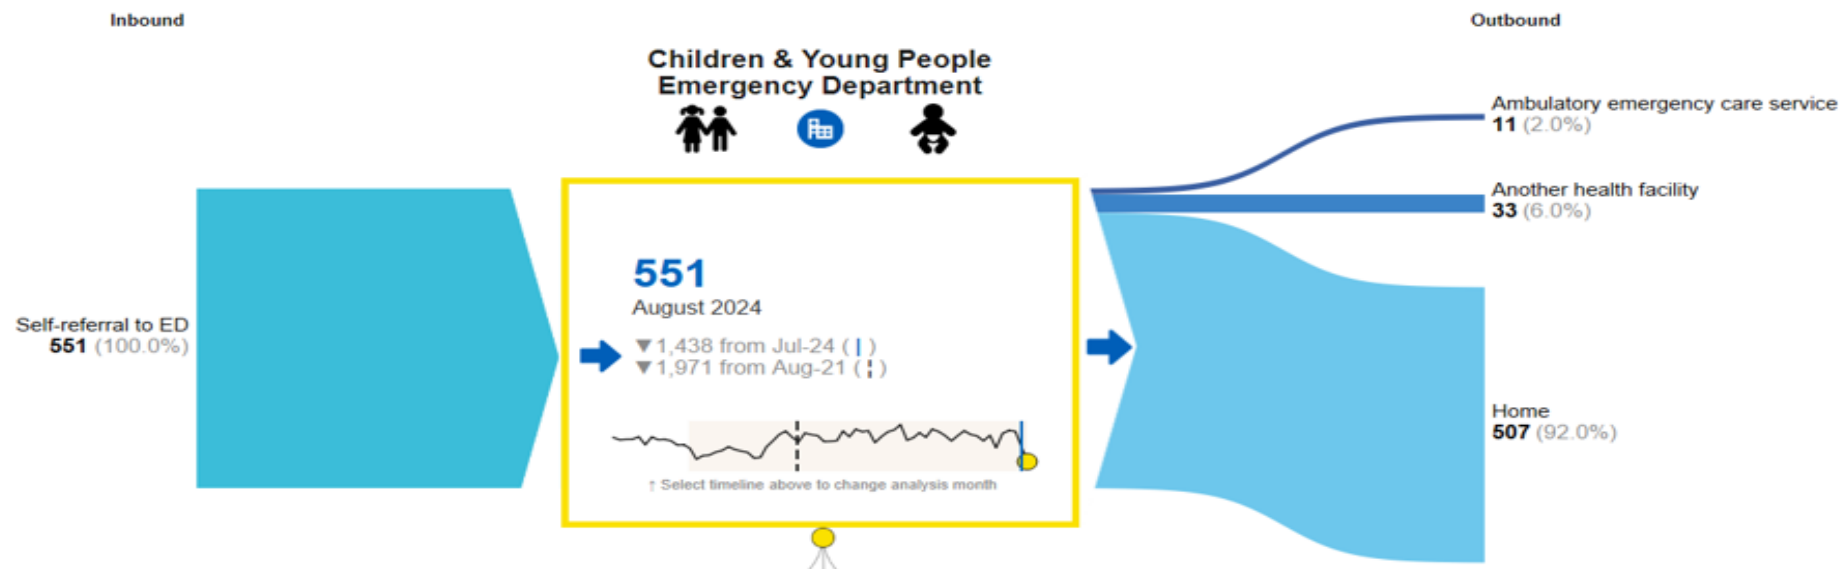 Inbound
Outbound
Children & Young People
Emergency Department
Self-referral to ED
551 (100.0%)
551
August 2024
▼1,438 from Jul-24 ( | )
▼1,971 from Aug-21 ( ¦ )
↑ Select timeline above to change analysis month
Ambulatory emergency care service
11 (2.0%)
Another health facility
33 (6.0%)
Home
507 (92.0%)